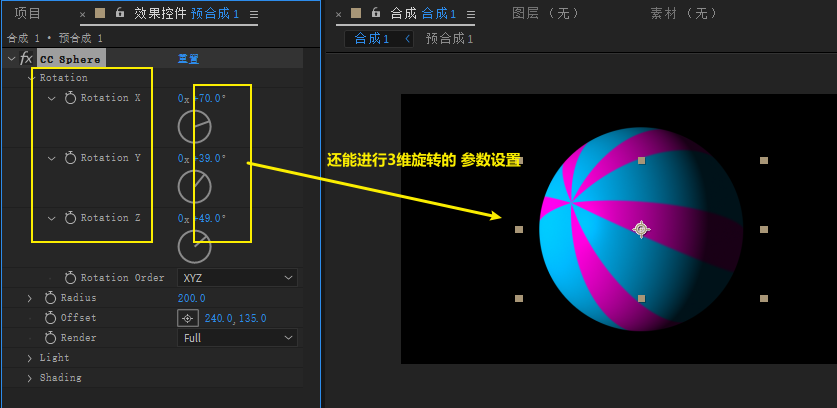 项目
× 效果控件 预合成 1 ☰
合成 1 • 预合成 1
fx CC Sphere 重置
Rotation
Rotation X 0x -70.0°
Rotation Y 0x -39.0°
Rotation Z 0x -49.0°
Rotation Order XYZ
Radius 200.0
Offset 240.0, 135.0
Render Full
Light
Shading
× 合成 合成 1 ☰ 图层（无） 素材（无）
合成1 < 预合成1
还能进行3维旋转的 参数设置